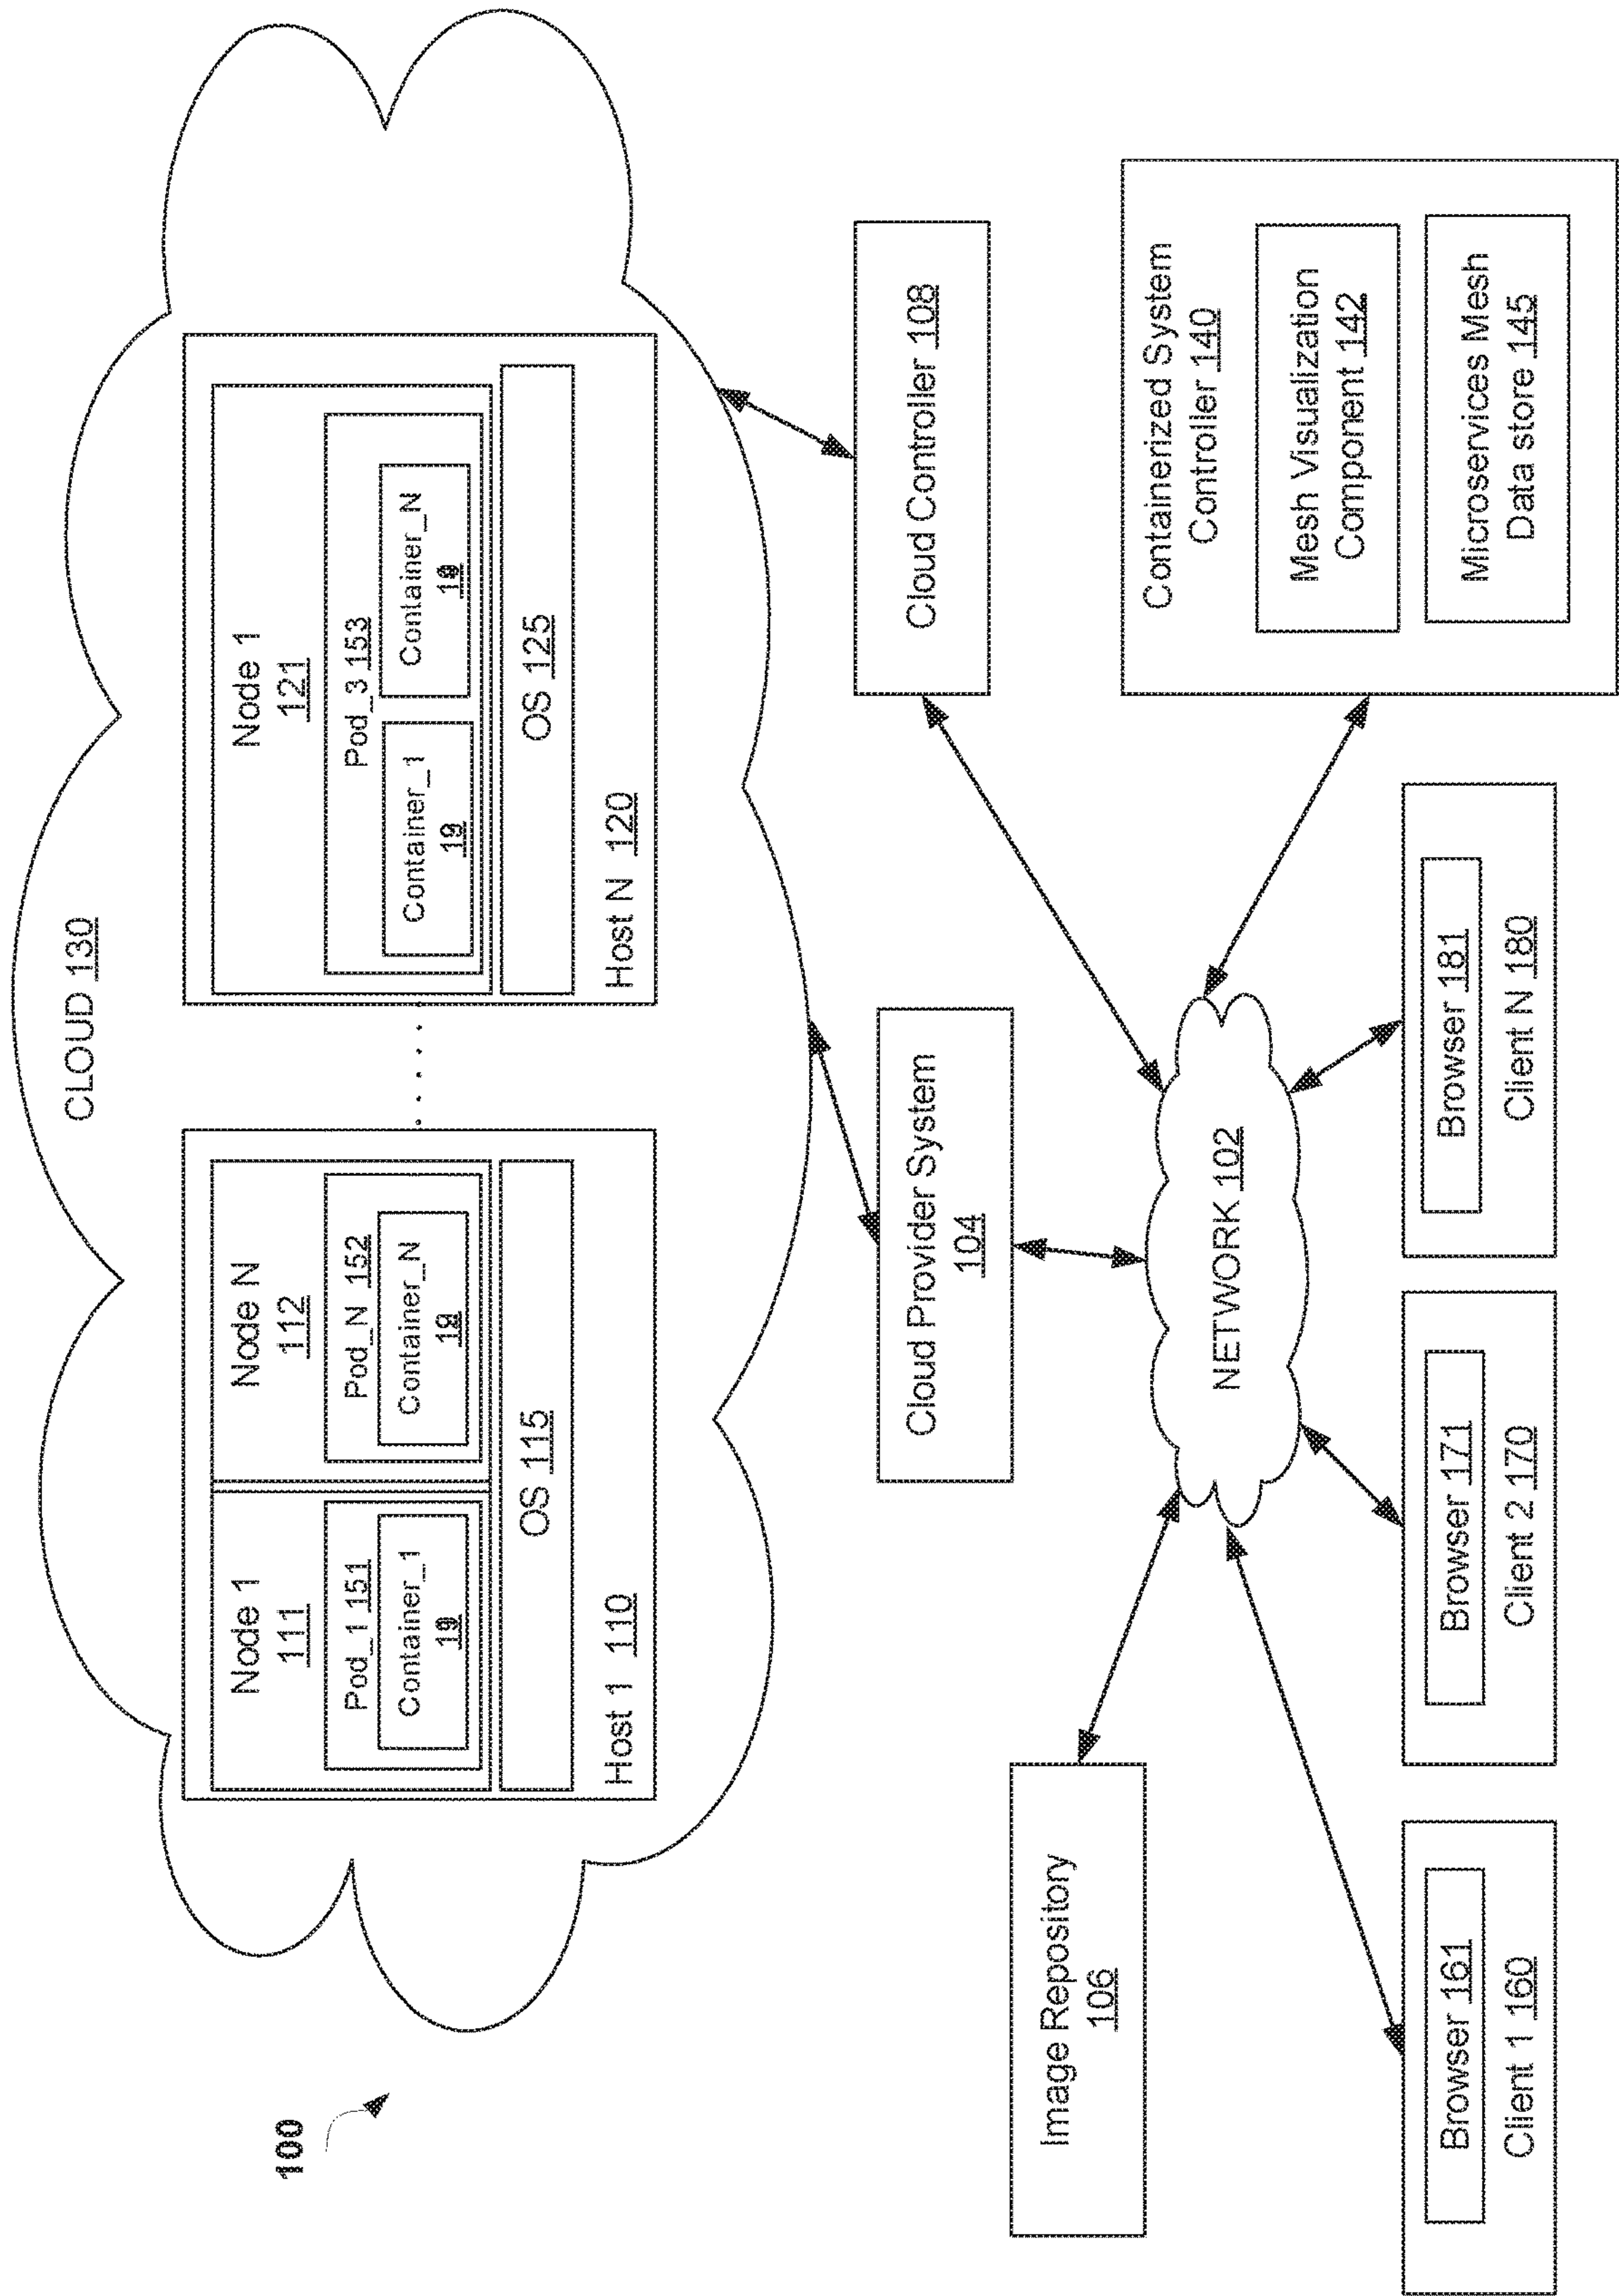 100
CLOUD 130
Node 1
111
Pod_1 151
Container_1
19
Node N
112
Pod_N 152
Container_N
19
OS 115
Host 1 110
. . . . .
Node 1
121
Pod_3 153
Container_1
19
Container_N
19
OS 125
Host N 120
Image Repository
106
Cloud Provider System
104
Cloud Controller 108
NETWORK 102
Containerized System
Controller 140
Mesh Visualization
Component 142
Microservices Mesh
Data store 145
Browser 161
Client 1 160
Browser 171
Client 2 170
Browser 181
Client N 180